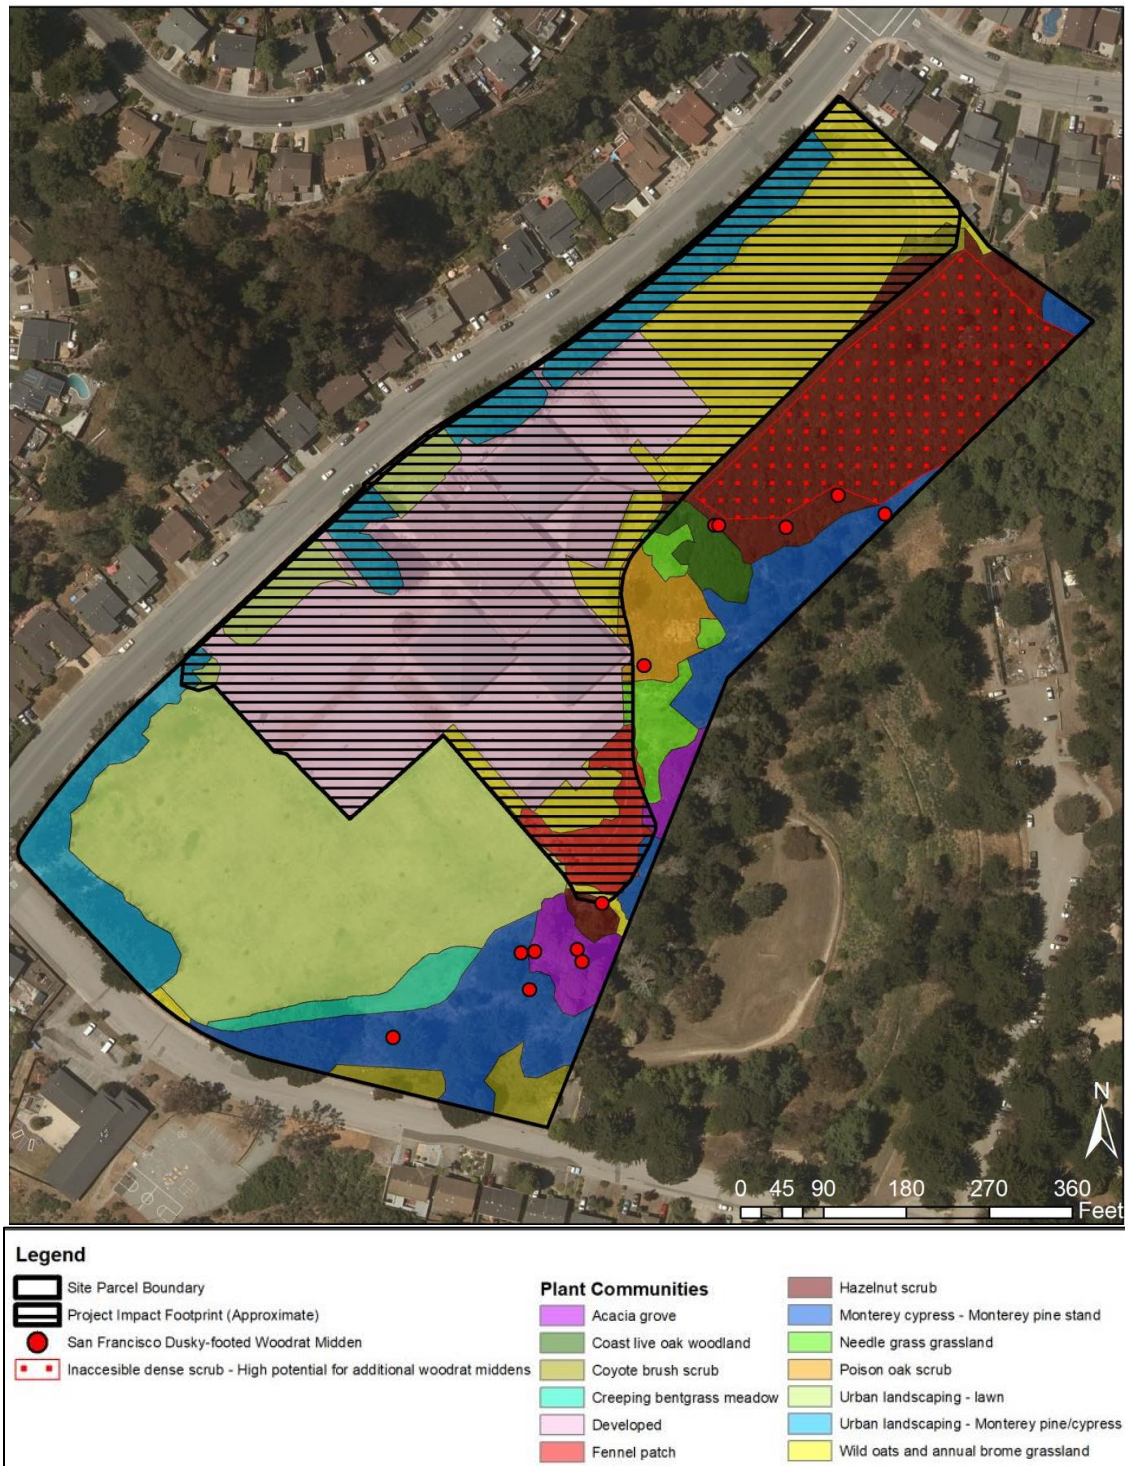 N
0 45 90 180 270 360
Feet
Legend
Site Parcel Boundary
Project Impact Footprint (Approximate)
San Francisco Dusky-footed Woodrat Midden
Inaccesible dense scrub - High potential for additional woodrat middens
Plant Communities
Acacia grove
Coast live oak woodland
Coyote brush scrub
Creeping bentgrass meadow
Developed
Fennel patch
Hazelnut scrub
Monterey cypress - Monterey pine stand
Needle grass grassland
Poison oak scrub
Urban landscaping - lawn
Urban landscaping - Monterey pine/cypress
Wild oats and annual brome grassland